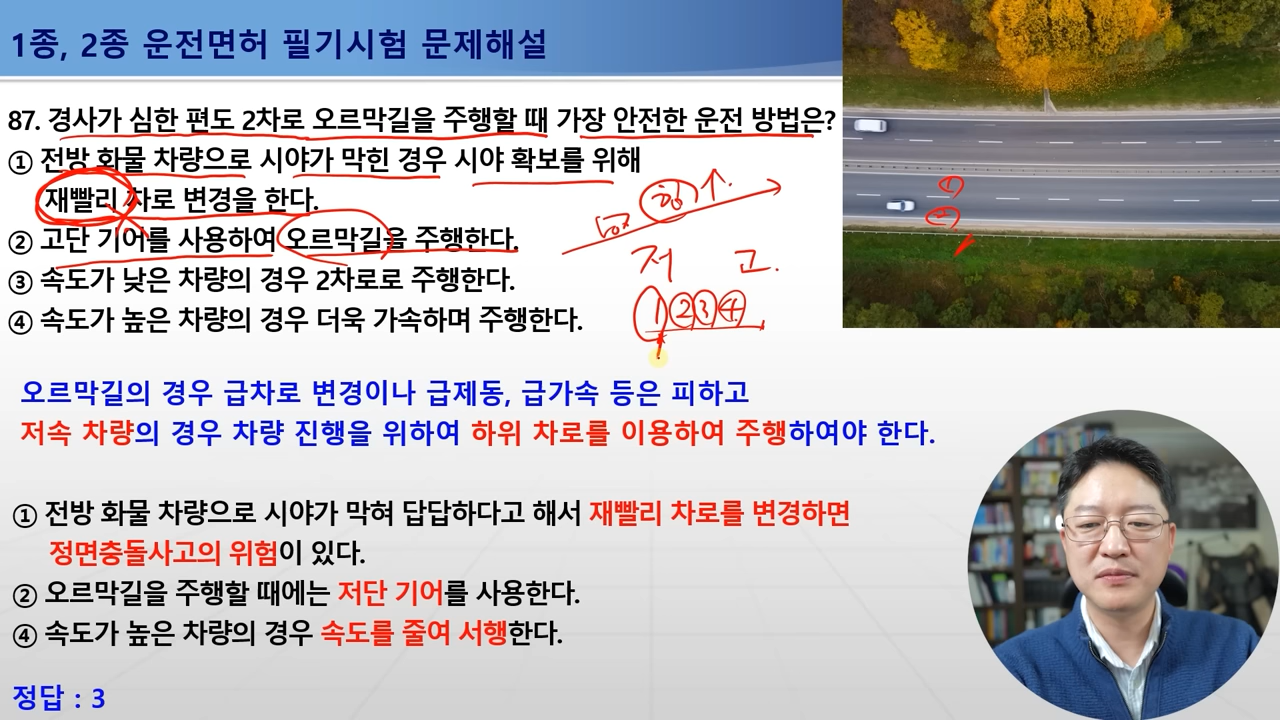 1종, 2종 운전면허 필기시험 문제해설
87. 경사가 심한 편도 2차로 오르막길을 주행할 때 가장 안전한 운전 방법은?
① 전방 화물 차량으로 시야가 막힌 경우 시야 확보를 위해
재빨리 차로 변경을 한다.
② 고단 기어를 사용하여 오르막길을 주행한다.
③ 속도가 낮은 차량의 경우 2차로로 주행한다.
④ 속도가 높은 차량의 경우 더욱 가속하며 주행한다.
힘
저 고.
1 2 3 4
①
②
오르막길의 경우 급차로 변경이나 급제동, 급가속 등은 피하고
저속 차량의 경우 차량 진행을 위하여 하위 차로를 이용하여 주행하여야 한다.
① 전방 화물 차량으로 시야가 막혀 답답하다고 해서 재빨리 차로를 변경하면
정면충돌사고의 위험이 있다.
② 오르막길을 주행할 때에는 저단 기어를 사용한다.
④ 속도가 높은 차량의 경우 속도를 줄여 서행한다.
정답 : 3